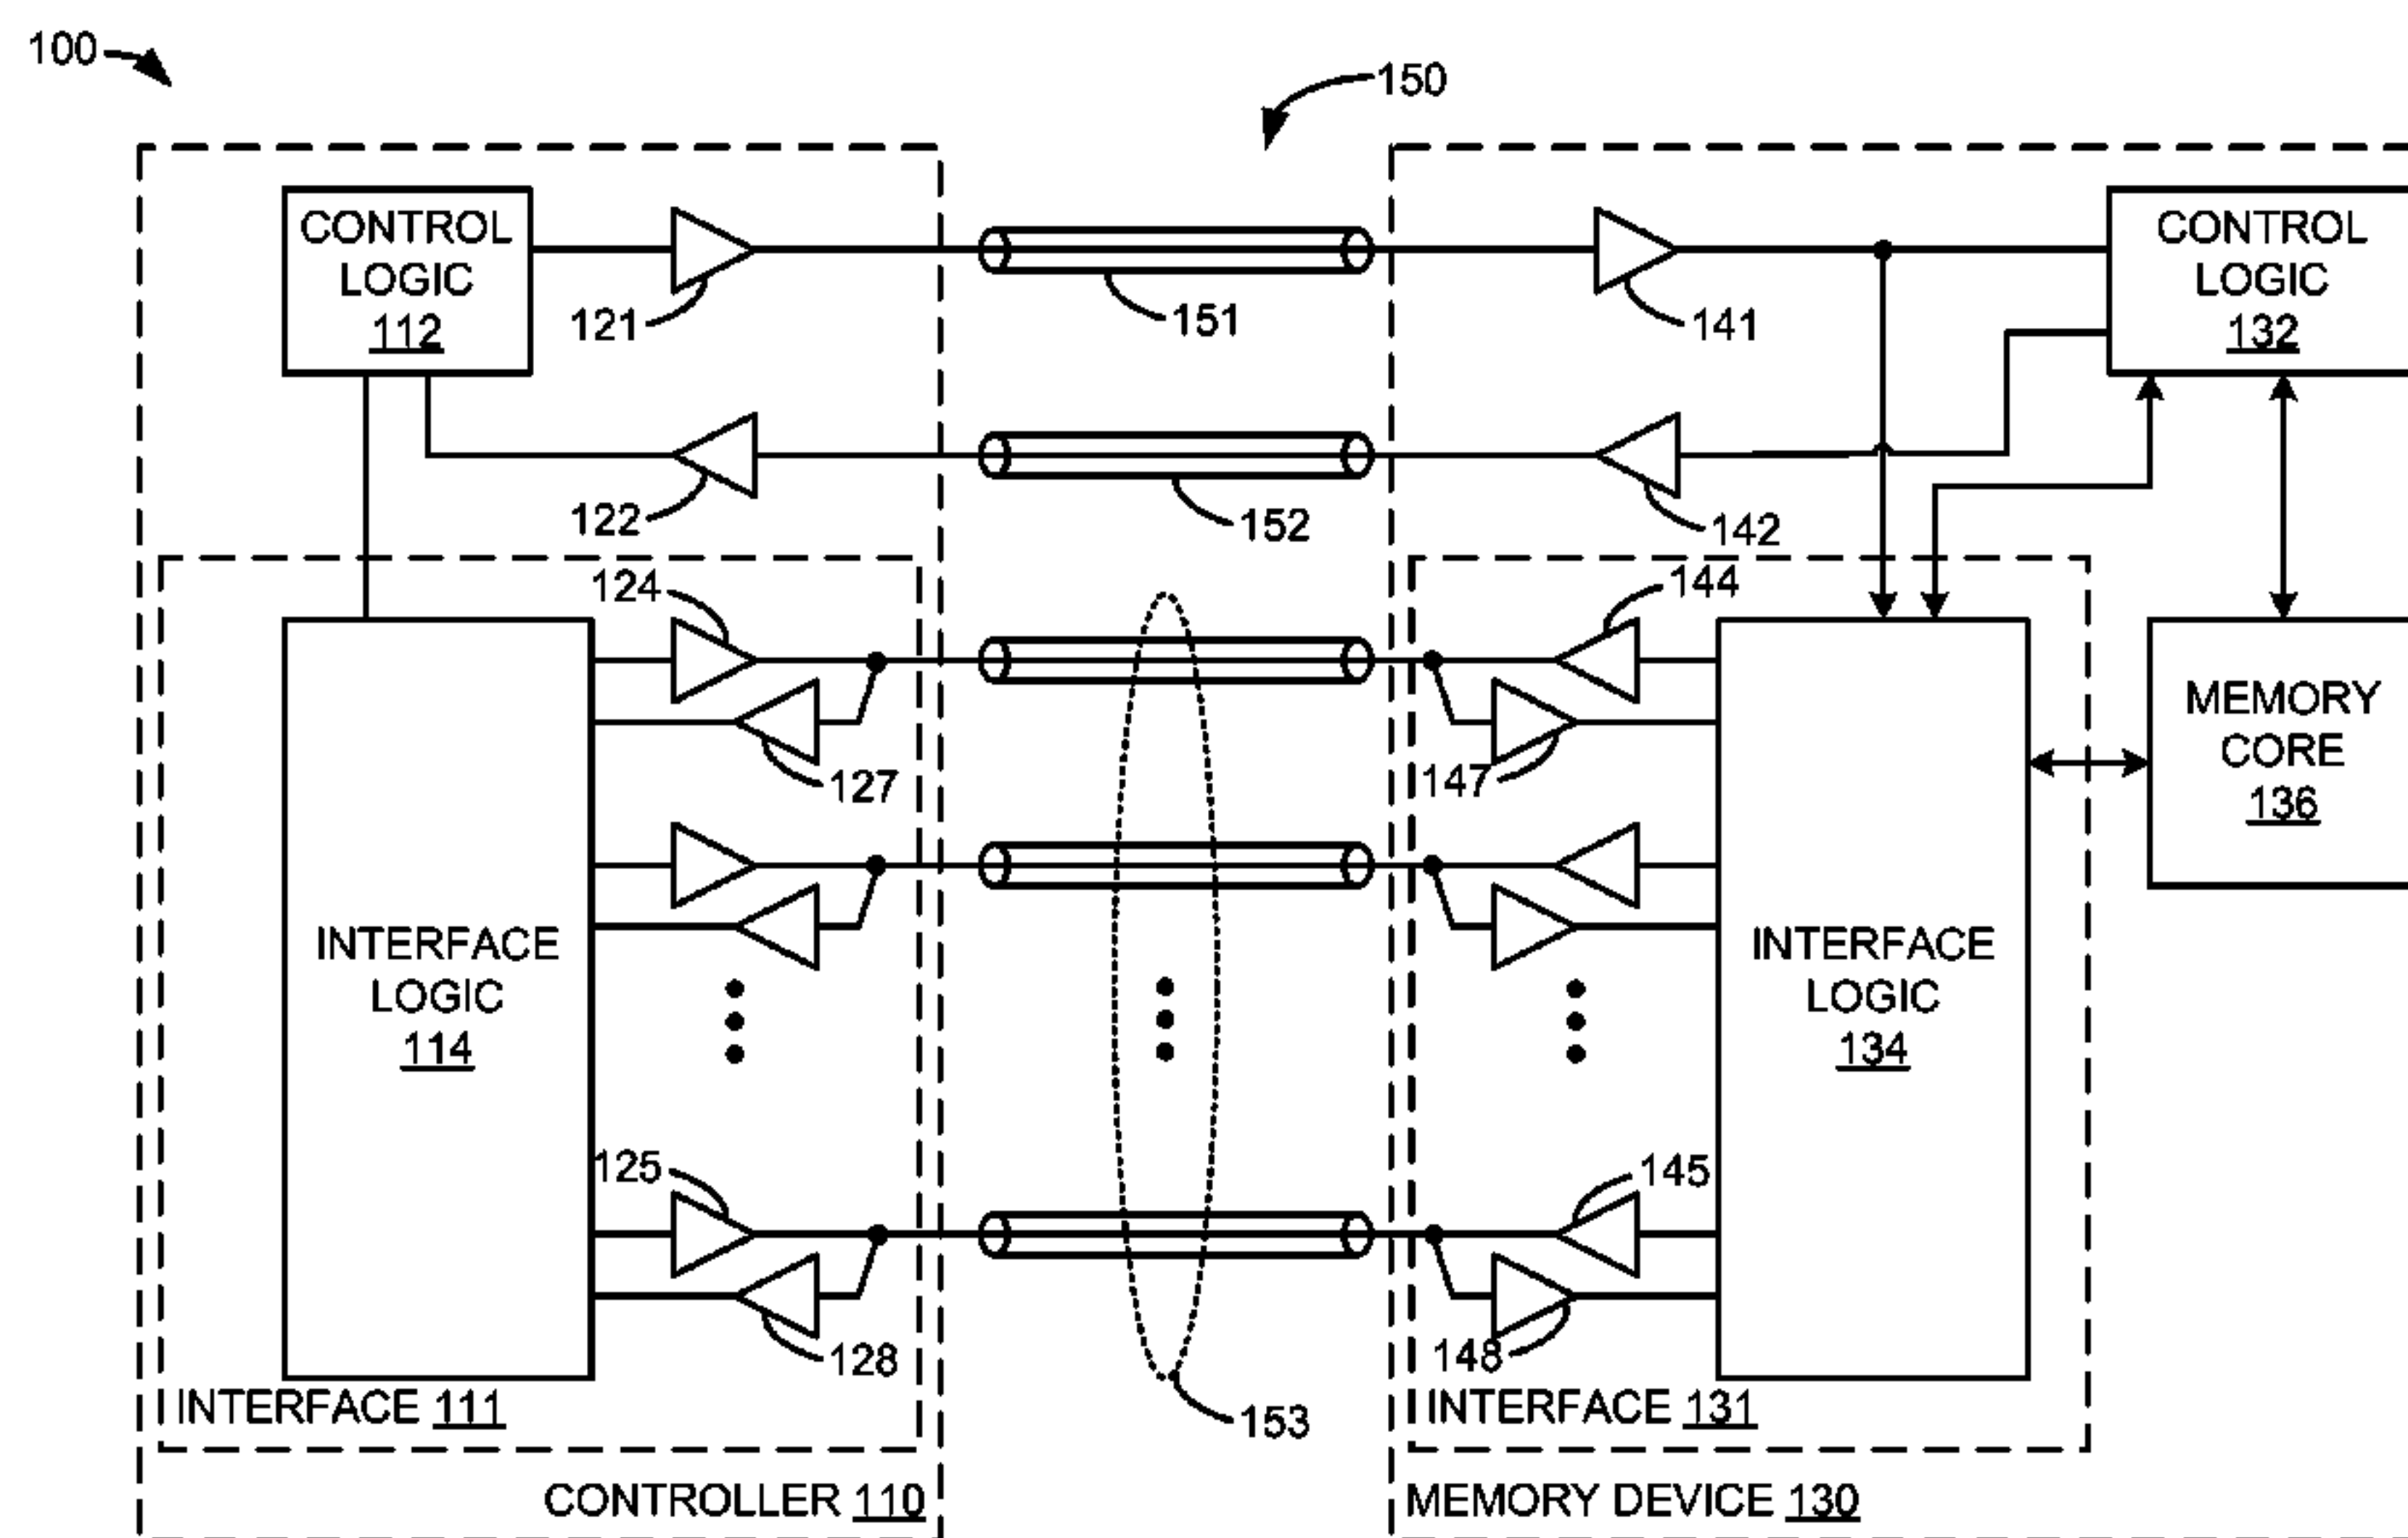 100
150
CONTROL
LOGIC
112
121
151
141
CONTROL
LOGIC
132
122
152
142
124
144
127
147
MEMORY
CORE
136
INTERFACE
LOGIC
114
INTERFACE
LOGIC
134
125
145
128
148
INTERFACE 111
153
INTERFACE 131
CONTROLLER 110
MEMORY DEVICE 130